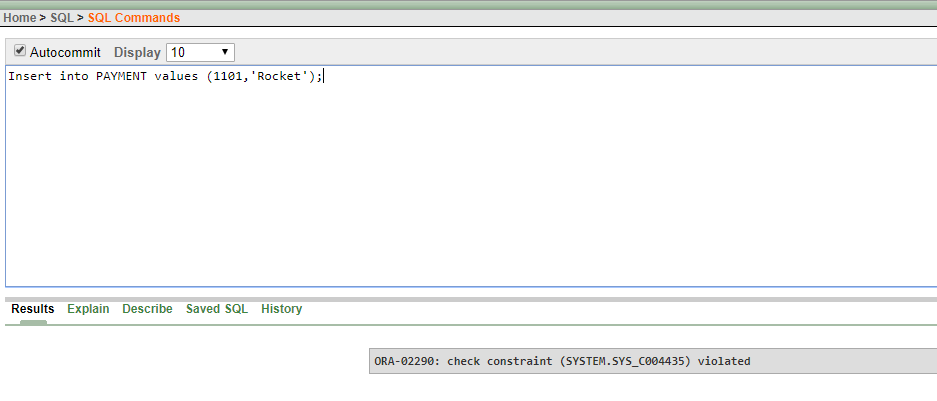 Home > SQL > SQL Commands
Autocommit Display 10
Insert into PAYMENT values (1101,'Rocket');
Results Explain Describe Saved SQL History
ORA-02290: check constraint (SYSTEM.SYS_C004435) violated